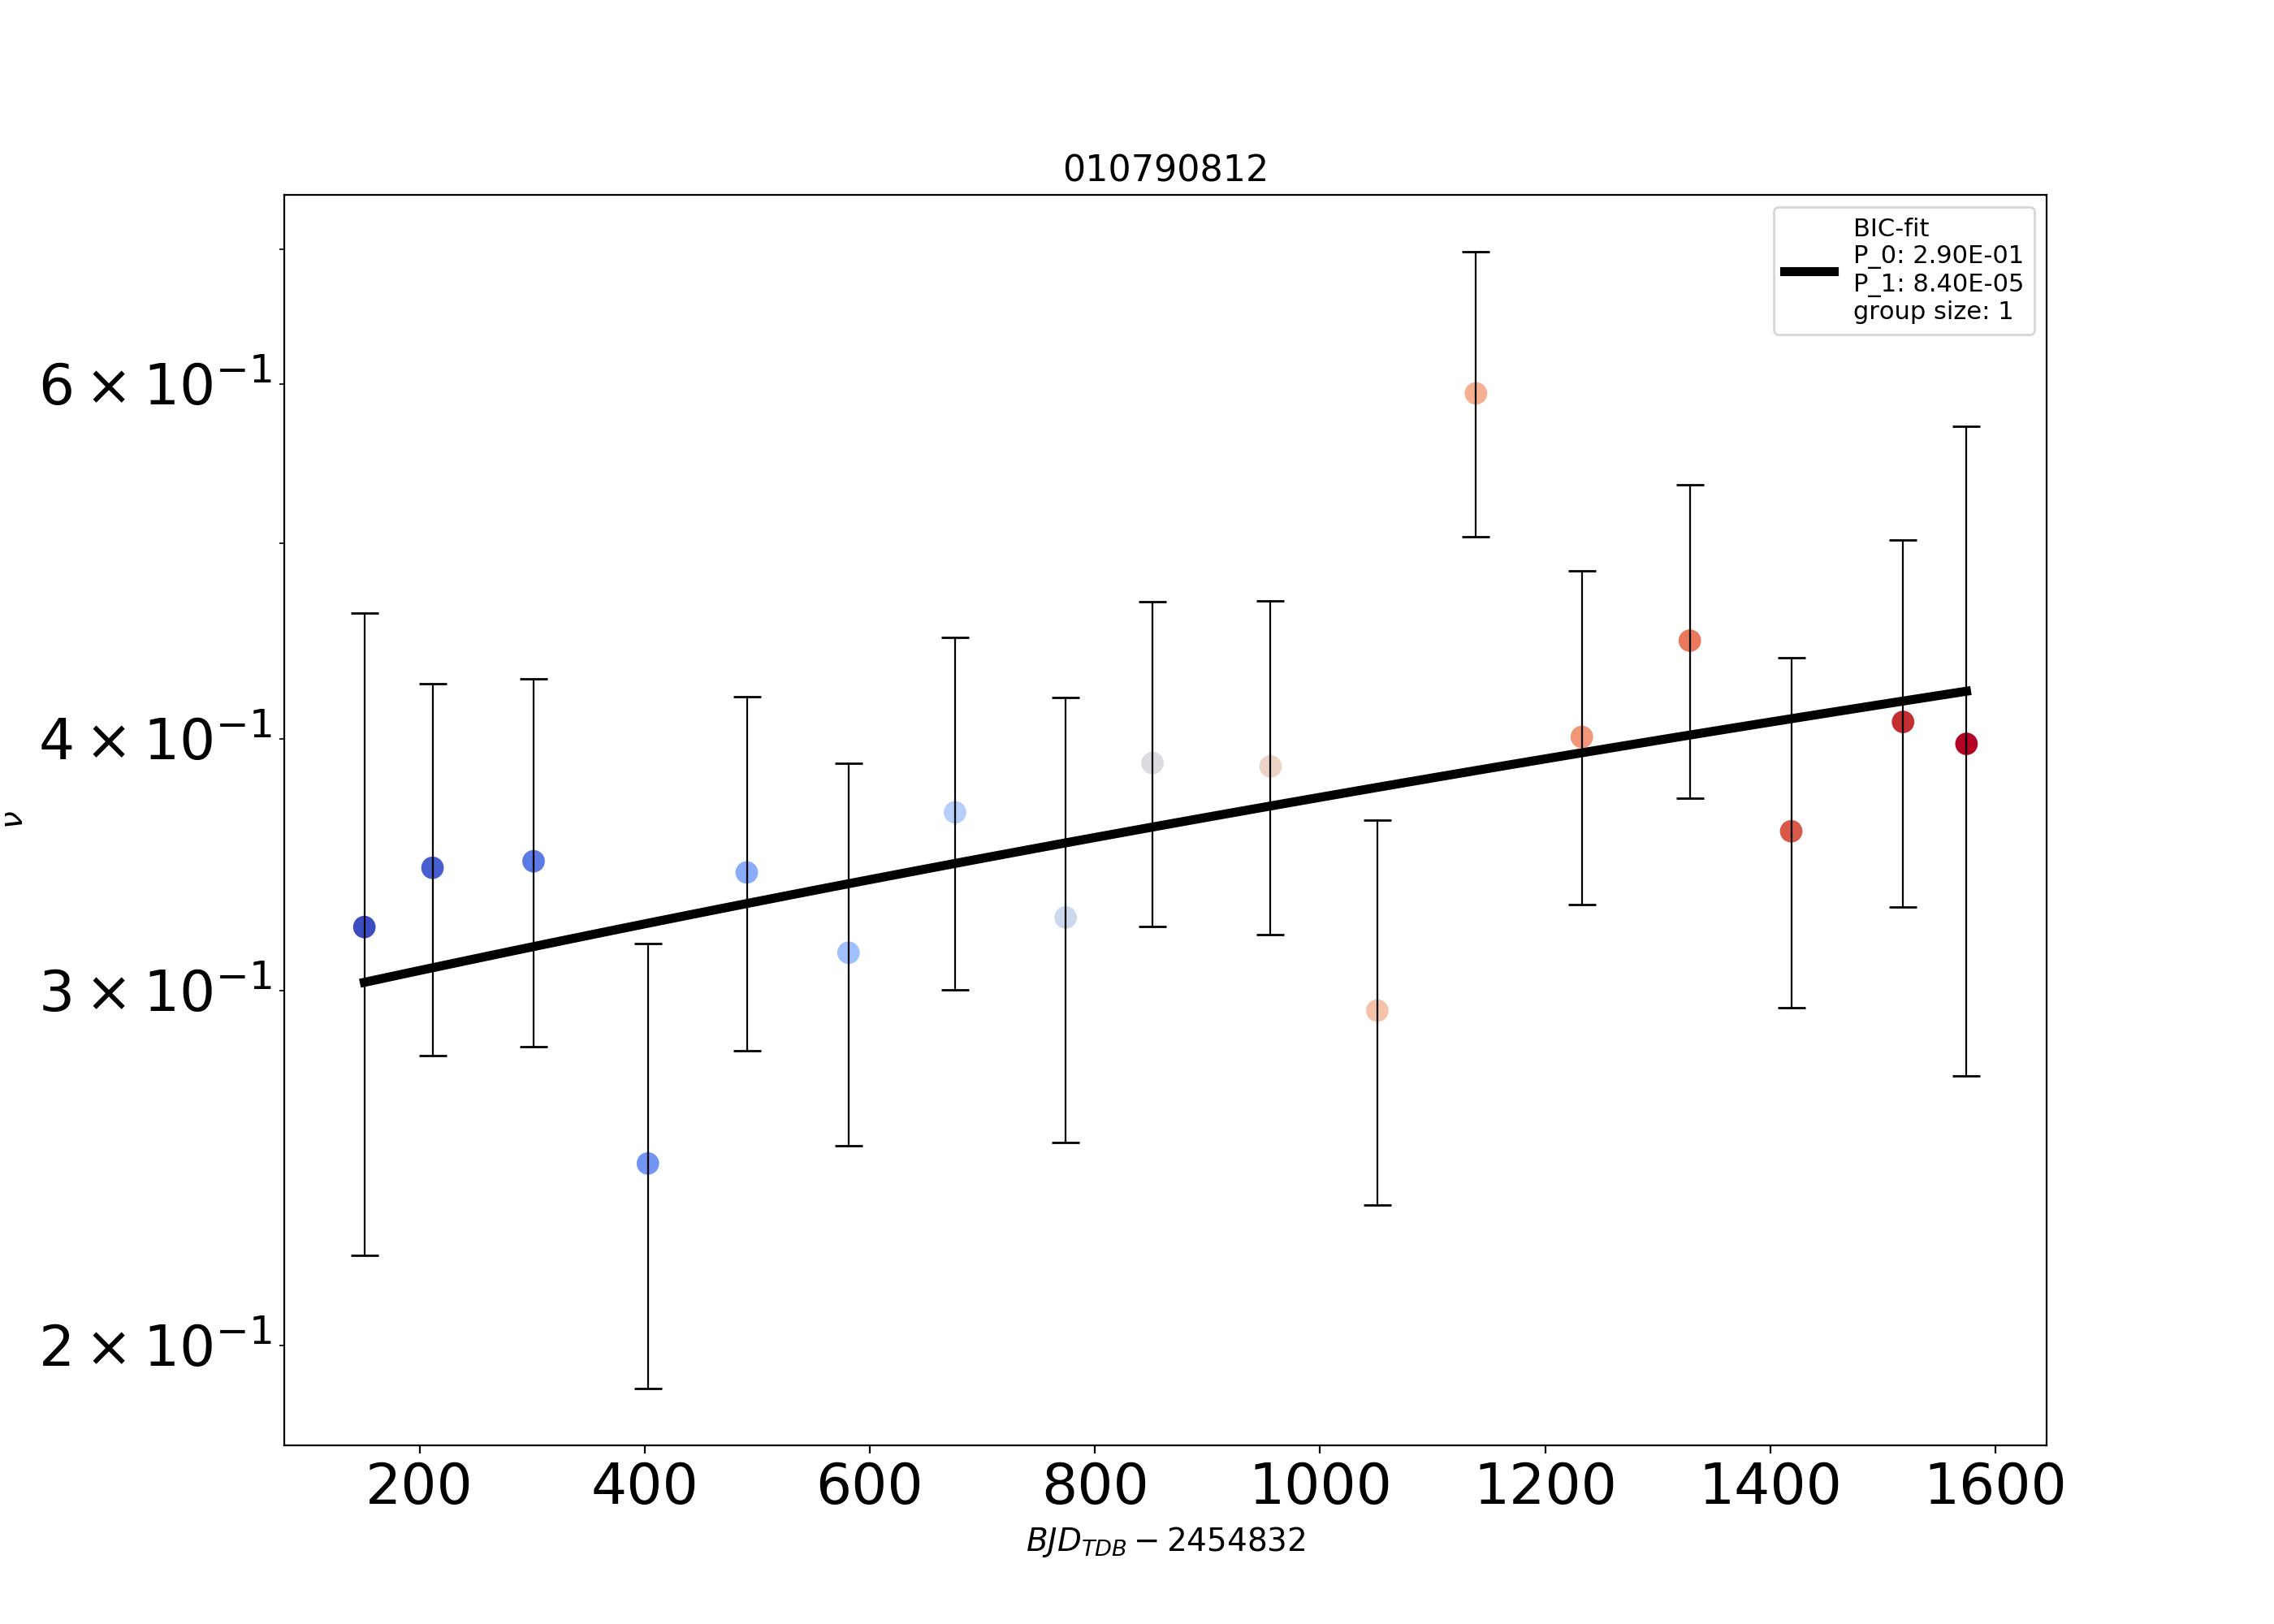 010790812
BIC-fit
P_0: 2.90E-01
P_1: 8.40E-05
group size: 1
6 × 10⁻¹
4 × 10⁻¹
3 × 10⁻¹
2 × 10⁻¹
ν
200 400 600 800 1000 1200 1400 1600
BJD_TDB − 2454832